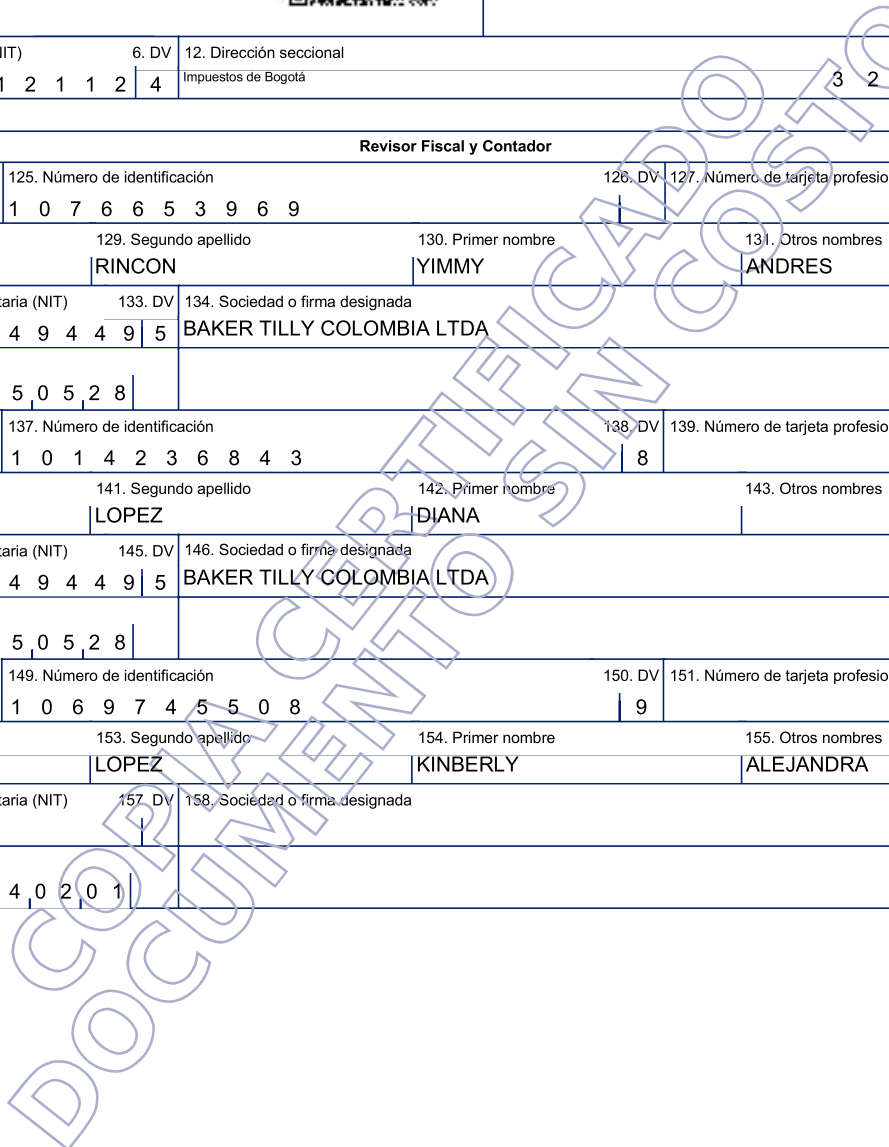 IT) 6. DV 12. Dirección seccional
1 2 1 1 2 4 Impuestos de Bogotá 3 2
Revisor Fiscal y Contador
125. Número de identificación 126. DV 127. Número de tarjeta profesio
1 0 7 6 6 5 3 9 6 9
129. Segundo apellido 130. Primer nombre 131. Otros nombres
RINCON YIMMY ANDRES
taria (NIT) 133. DV 134. Sociedad o firma designada
4 9 4 4 9 5 BAKER TILLY COLOMBIA LTDA
5 0 5 2 8
137. Número de identificación 138. DV 139. Número de tarjeta profesio
1 0 1 4 2 3 6 8 4 3 8
141. Segundo apellido 142. Primer nombre 143. Otros nombres
LOPEZ DIANA
taria (NIT) 145. DV 146. Sociedad o firma designada
4 9 4 4 9 5 BAKER TILLY COLOMBIA LTDA
5 0 5 2 8
149. Número de identificación 150. DV 151. Número de tarjeta profesio
1 0 6 9 7 4 5 5 0 8 9
153. Segundo apellido 154. Primer nombre 155. Otros nombres
LOPEZ KINBERLY ALEJANDRA
taria (NIT) 157. DV 158. Sociedad o firma designada
4 0 2 0 1
COPIA CERTIFICADO
DOCUMENTO SIN COSTO